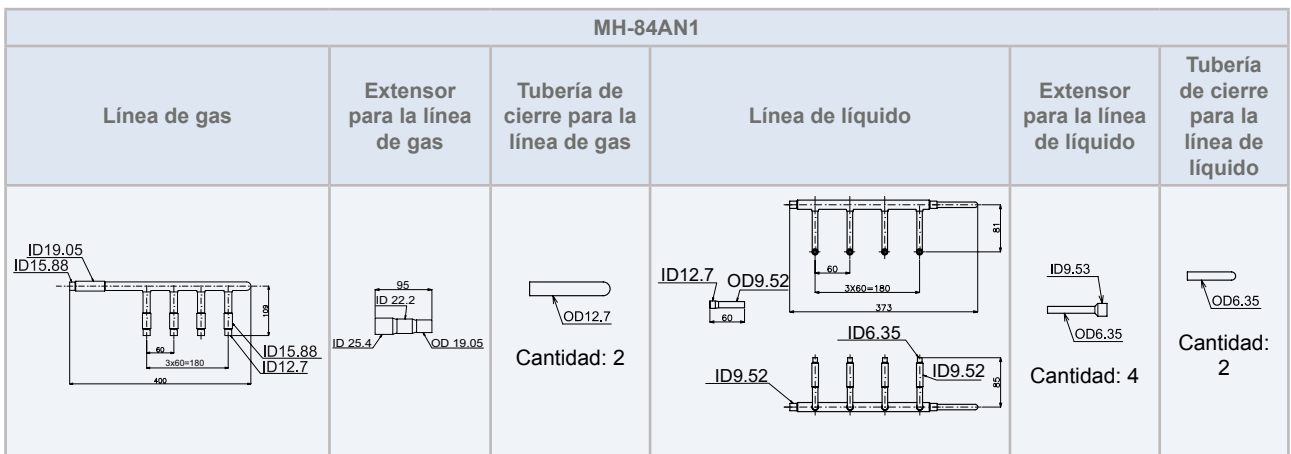 MH-84AN1
Línea de gas
Extensor
para la línea
de gas
Tubería de
cierre para la
línea de gas
Línea de líquido
Extensor
para la línea
de líquido
Tubería
de cierre
para la
línea de
líquido
ID19.05
ID15.88
109
60
3x60=180
400
ID15.88
ID12.7
95
ID 22.2
ID 25.4
OD 19.05
OD12.7
Cantidad: 2
81
60
3X60=180
373
ID12.7
OD9.52
60
ID6.35
ID9.52
ID9.52
85
ID9.53
OD6.35
Cantidad: 4
OD6.35
Cantidad:
2